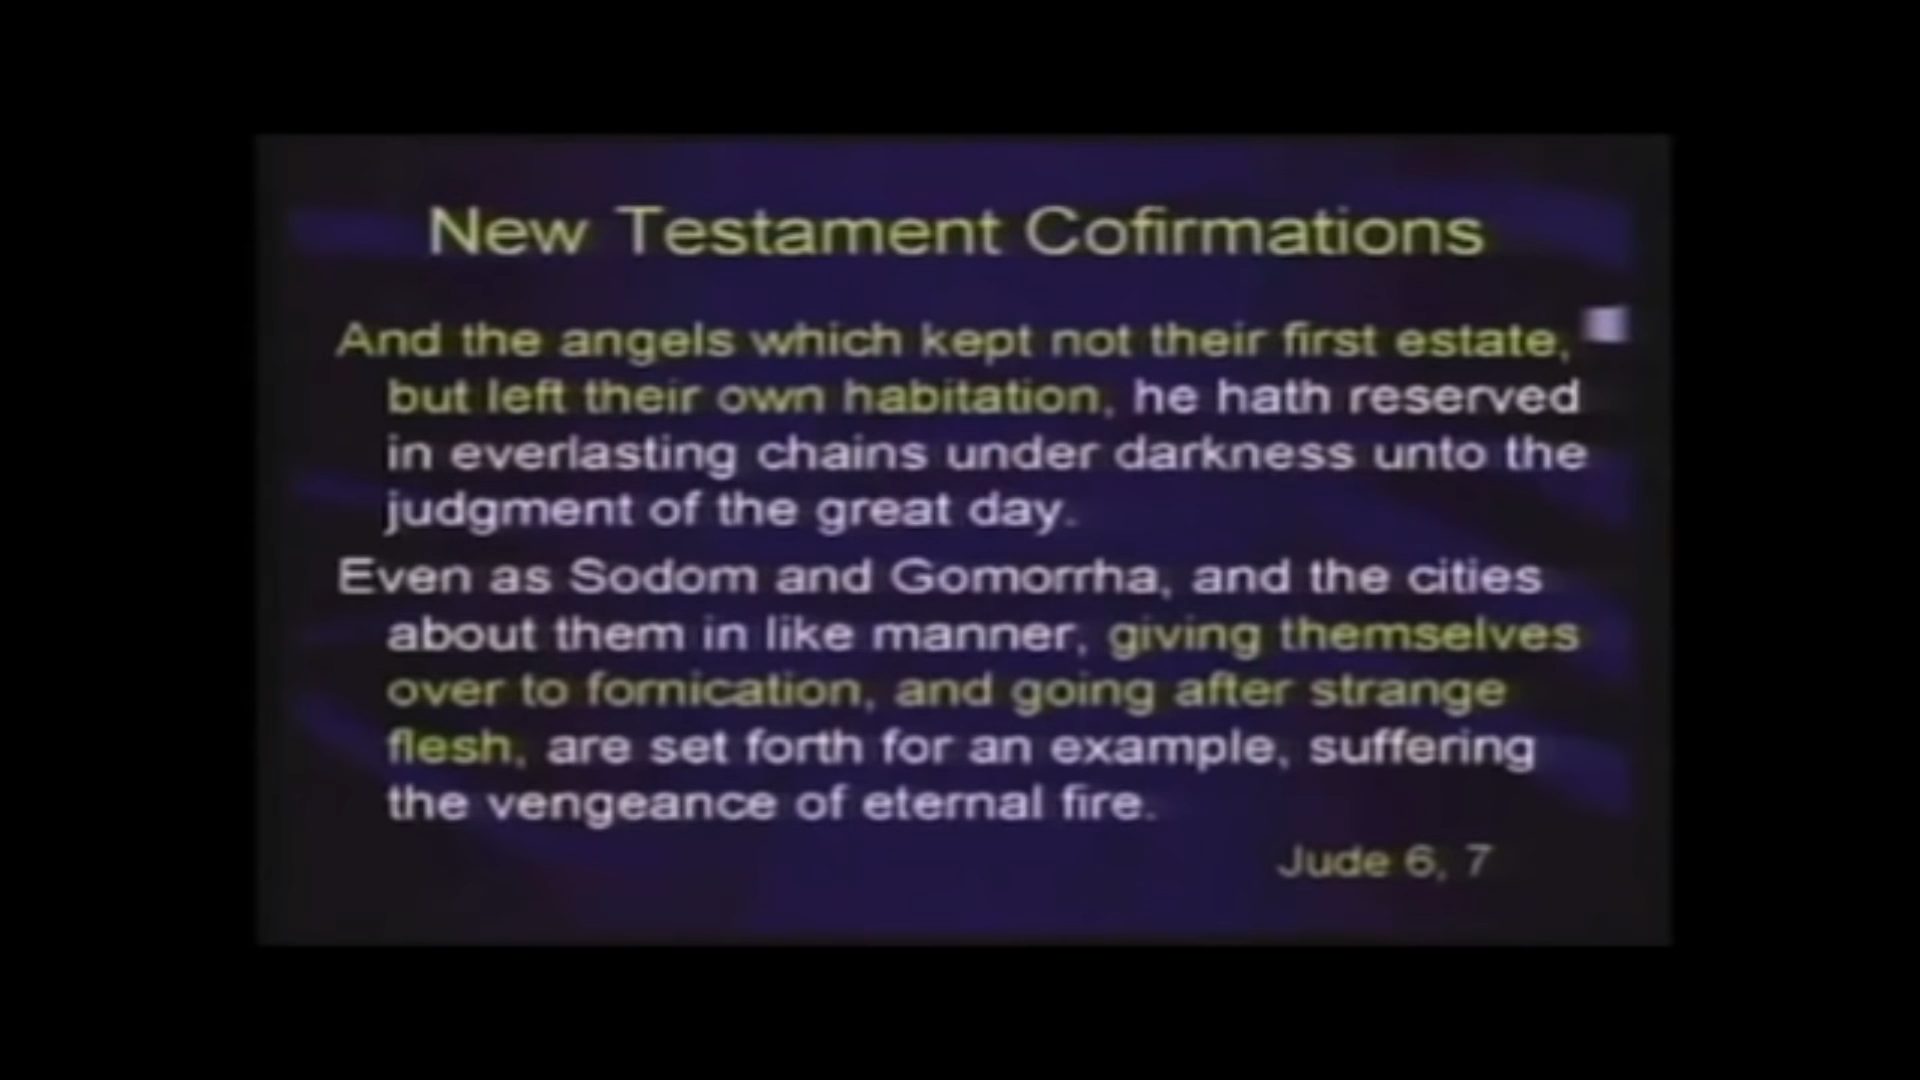 New Testament Cofirmations
And the angels which kept not their first estate,
but left their own habitation, he hath reserved
in everlasting chains under darkness unto the
judgment of the great day.
Even as Sodom and Gomorrha, and the cities
about them in like manner, giving themselves
over to fornication, and going after strange
flesh, are set forth for an example, suffering
the vengeance of eternal fire.
Jude 6, 7